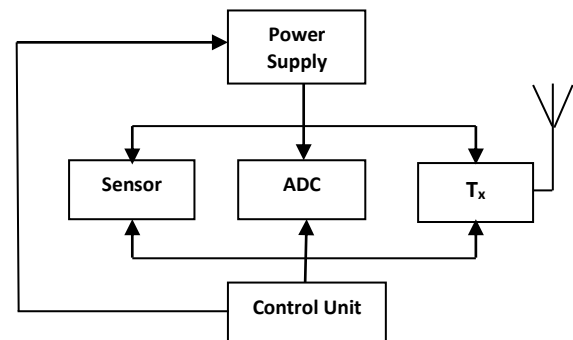 Power
Supply
Sensor
ADC
Tx
Control Unit